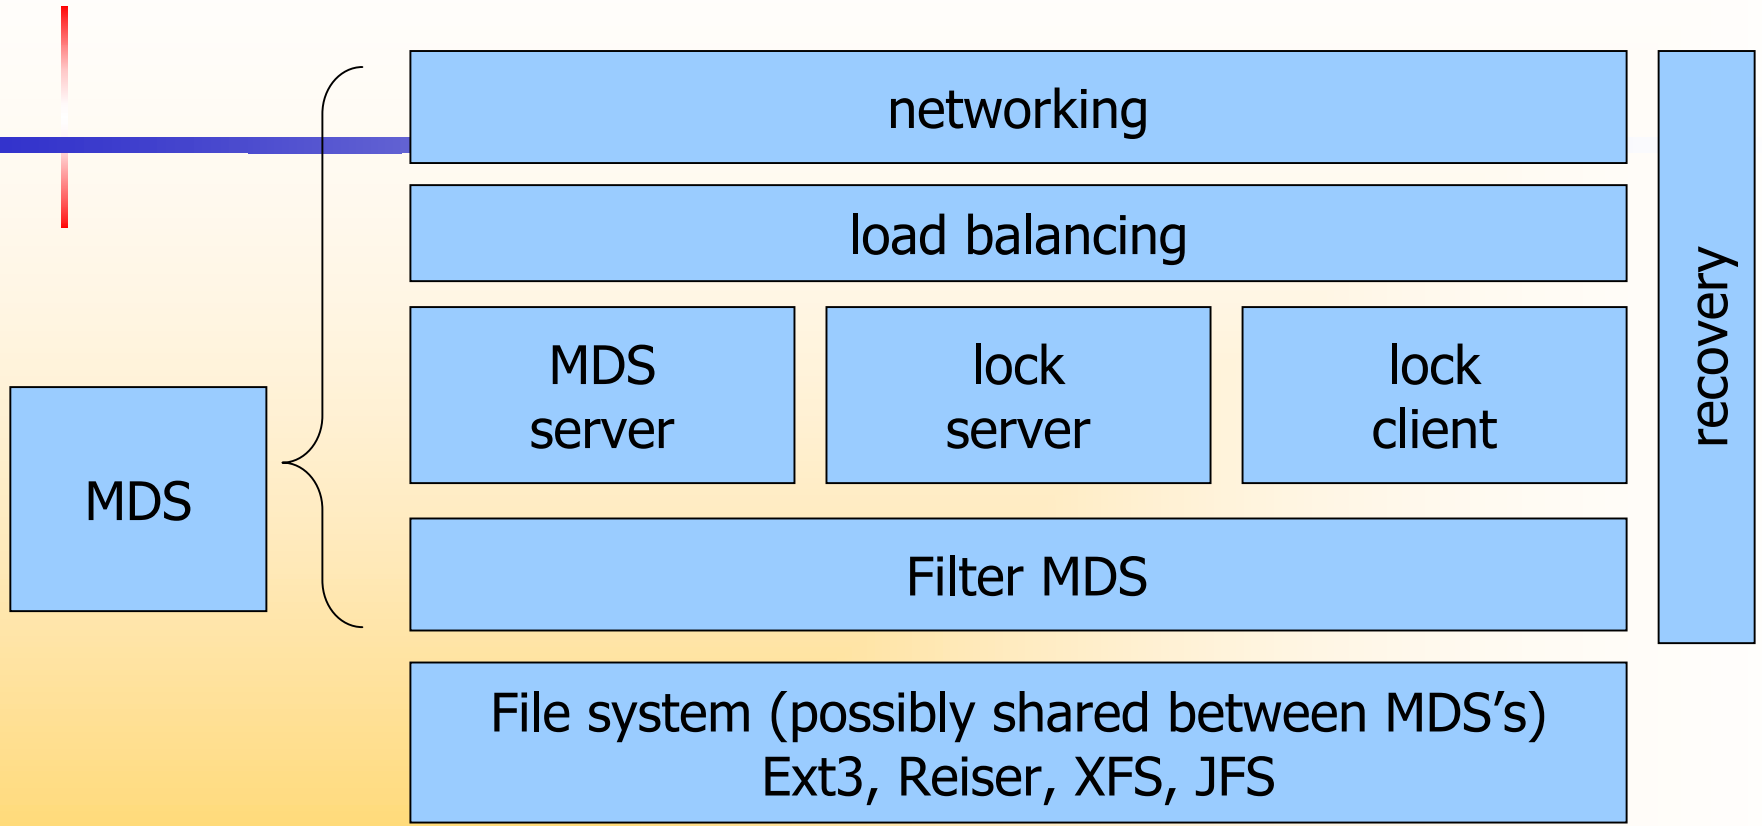 networking
load balancing
MDS
server
lock
server
lock
client
recovery
MDS
Filter MDS
File system (possibly shared between MDS’s)
Ext3, Reiser, XFS, JFS